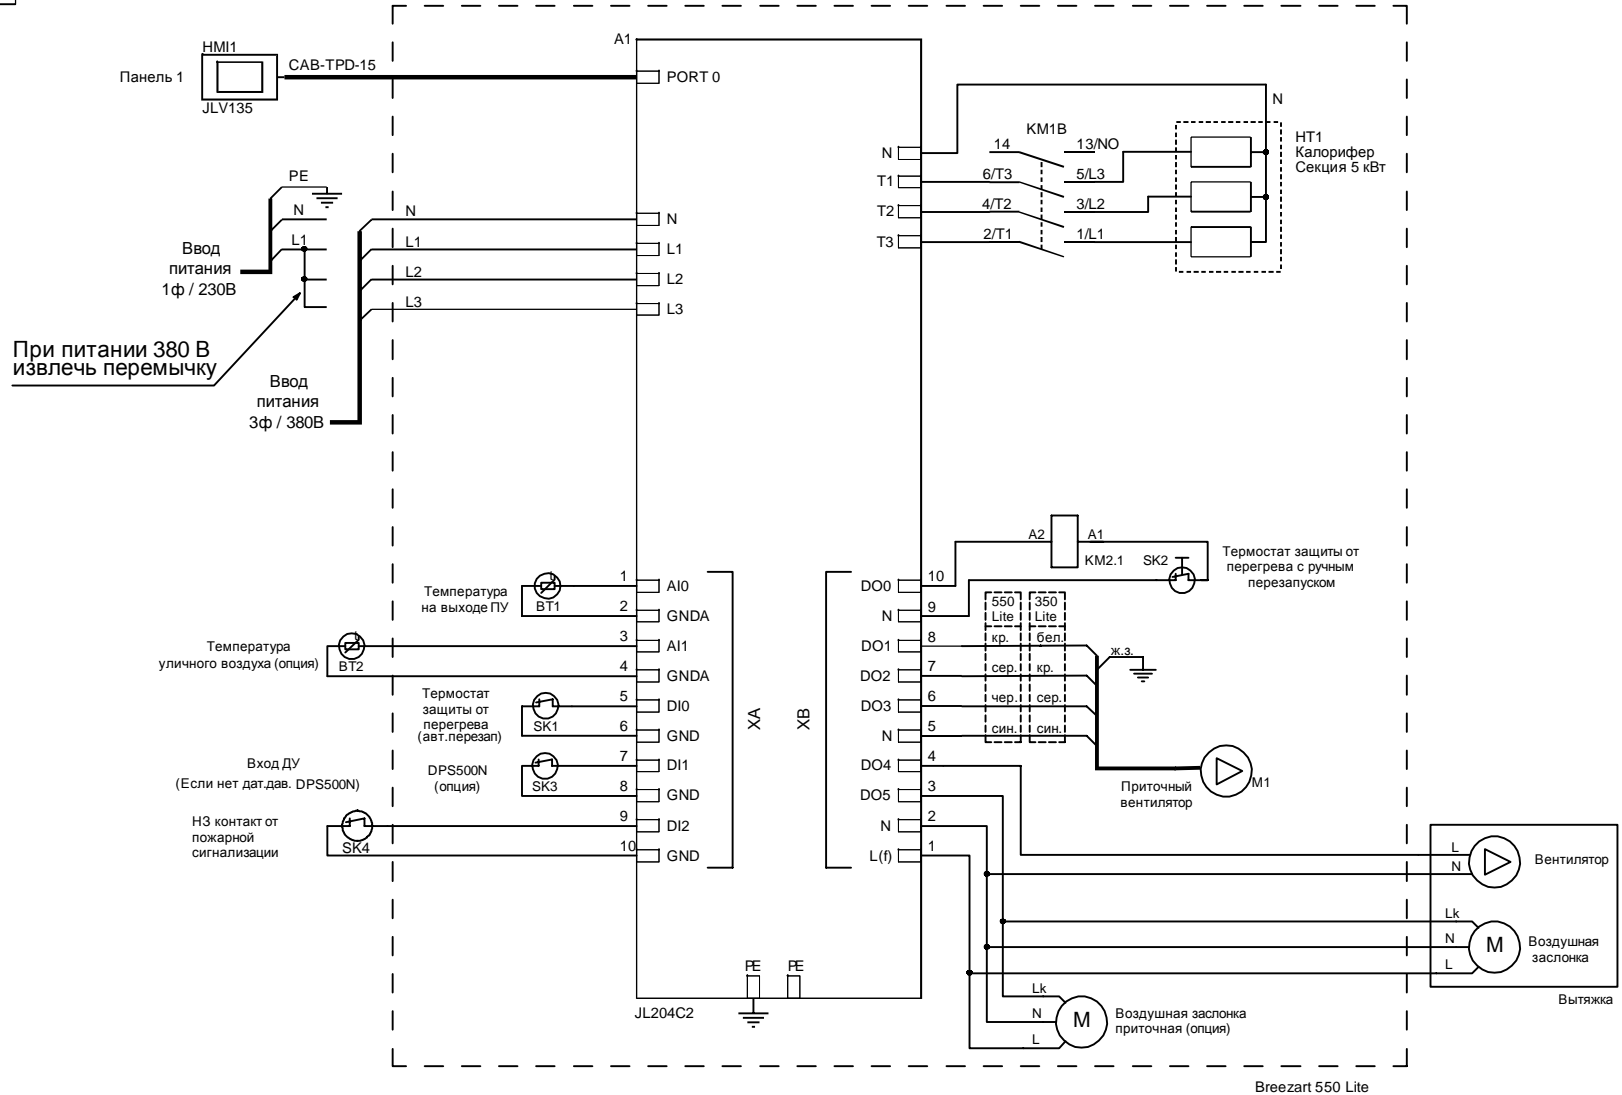 HMI1
Панель 1
CAB-TPD-15
JLV135
A1
PORT 0
PE
N
L1
Ввод
питания
1ф / 230В
При питании 380 В
извлечь перемычку
Ввод
питания
3ф / 380В
N
L1
L2
L3
N
L1
L2
L3
N
T1
T2
T3
KM1B
14
13/NO
6/T3
5/L3
4/T2
3/L2
2/T1
1/L1
N
HT1
Калорифер
Секция 5 кВт
Температура
на выходе ПУ
BT1
Температура
уличного воздуха (опция)
BT2
Термостат
защиты от
перегрева
(авт.перезап)
SK1
Вход ДУ
(Если нет дат.дав. DPS500N)
DPS500N
(опция)
SK3
НЗ контакт от
пожарной
сигнализации
SK4
1
AI0
2
GNDA
3
AI1
4
GNDA
5
DI0
6
GND
7
DI1
8
GND
9
DI2
10
GND
XA
XB
DO0
10
N
9
DO1
8
DO2
7
DO3
6
N
5
DO4
4
DO5
3
N
2
L(f)
1
A2
A1
KM2.1
SK2
Термостат защиты от
перегрева с ручным
перезапуском
550
Lite
350
Lite
кр.
бел.
сер.
кр.
чер.
сер.
син.
син.
ж.з.
Приточный
вентилятор
M1
L
N
Вентилятор
Lk
N
L
M
Воздушная
заслонка
Вытяжка
Lk
N
L
M
Воздушная заслонка
приточная (опция)
PE
PE
JL204C2
Breezart 550 Lite